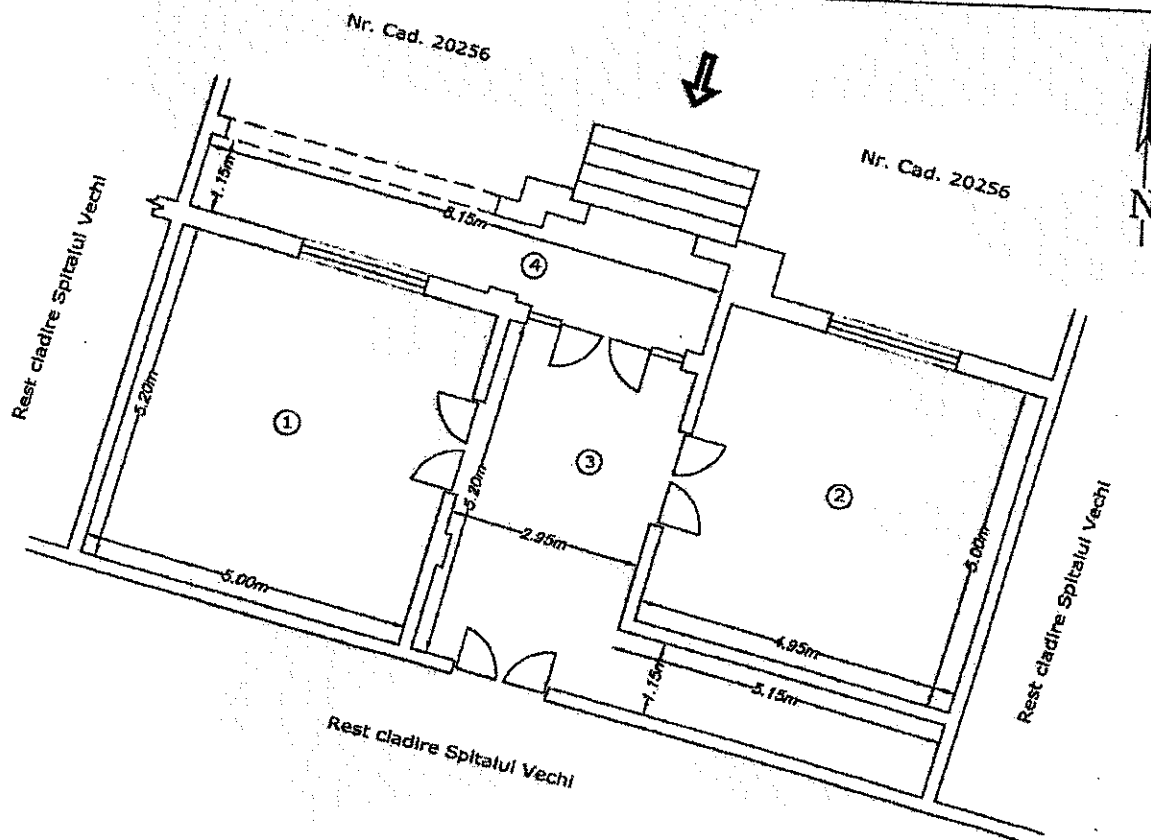 Nr. Cad. 20256
Nr. Cad. 20256
N
Rest cladire Spitalul Vechi
1.15m
8.15m
4
5.20m
1
3
2
5.20m
2.95m
5.00m
5.00m
4.95m
5.15m
1.15m
Rest cladire Spitalul Vechi
Rest cladire Spitalul Vechi